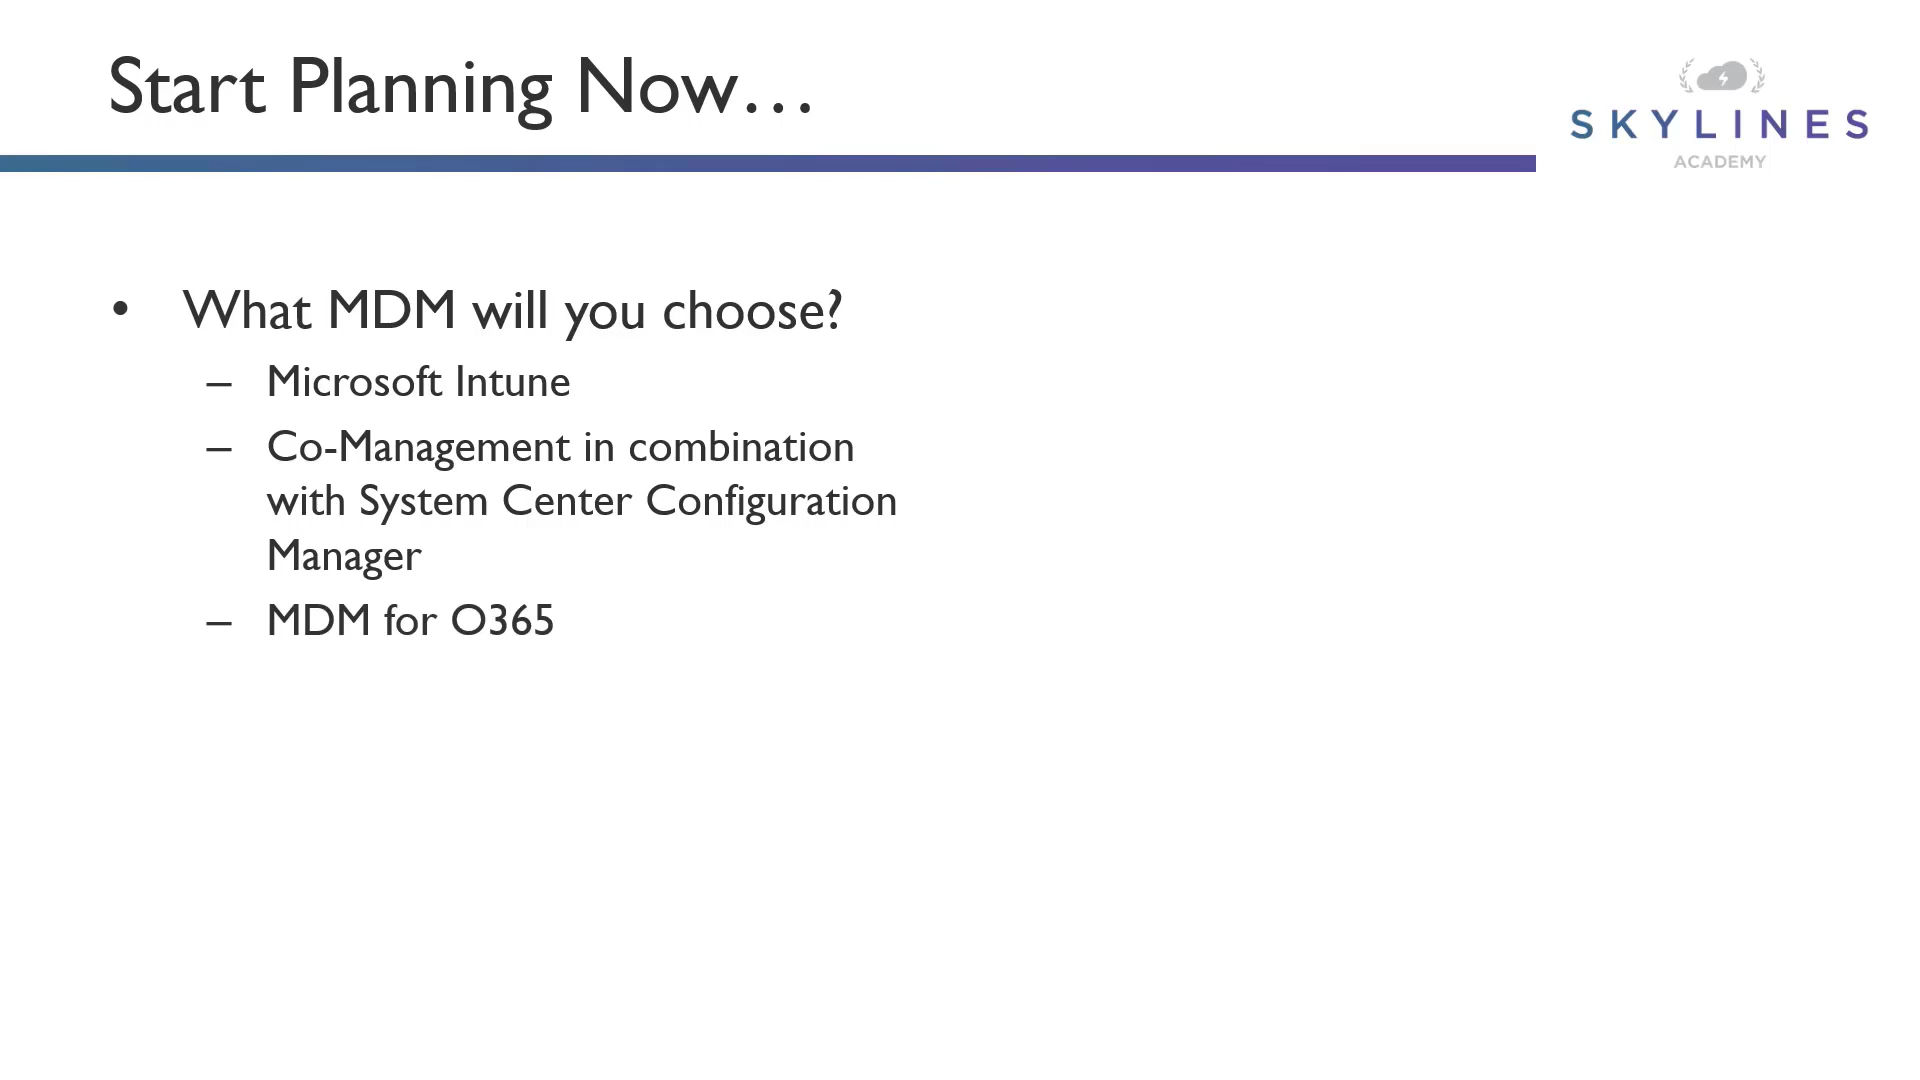 Start Planning Now…
SKYLINES
ACADEMY
• What MDM will you choose?
– Microsoft Intune
– Co-Management in combination
with System Center Configuration
Manager
– MDM for O365